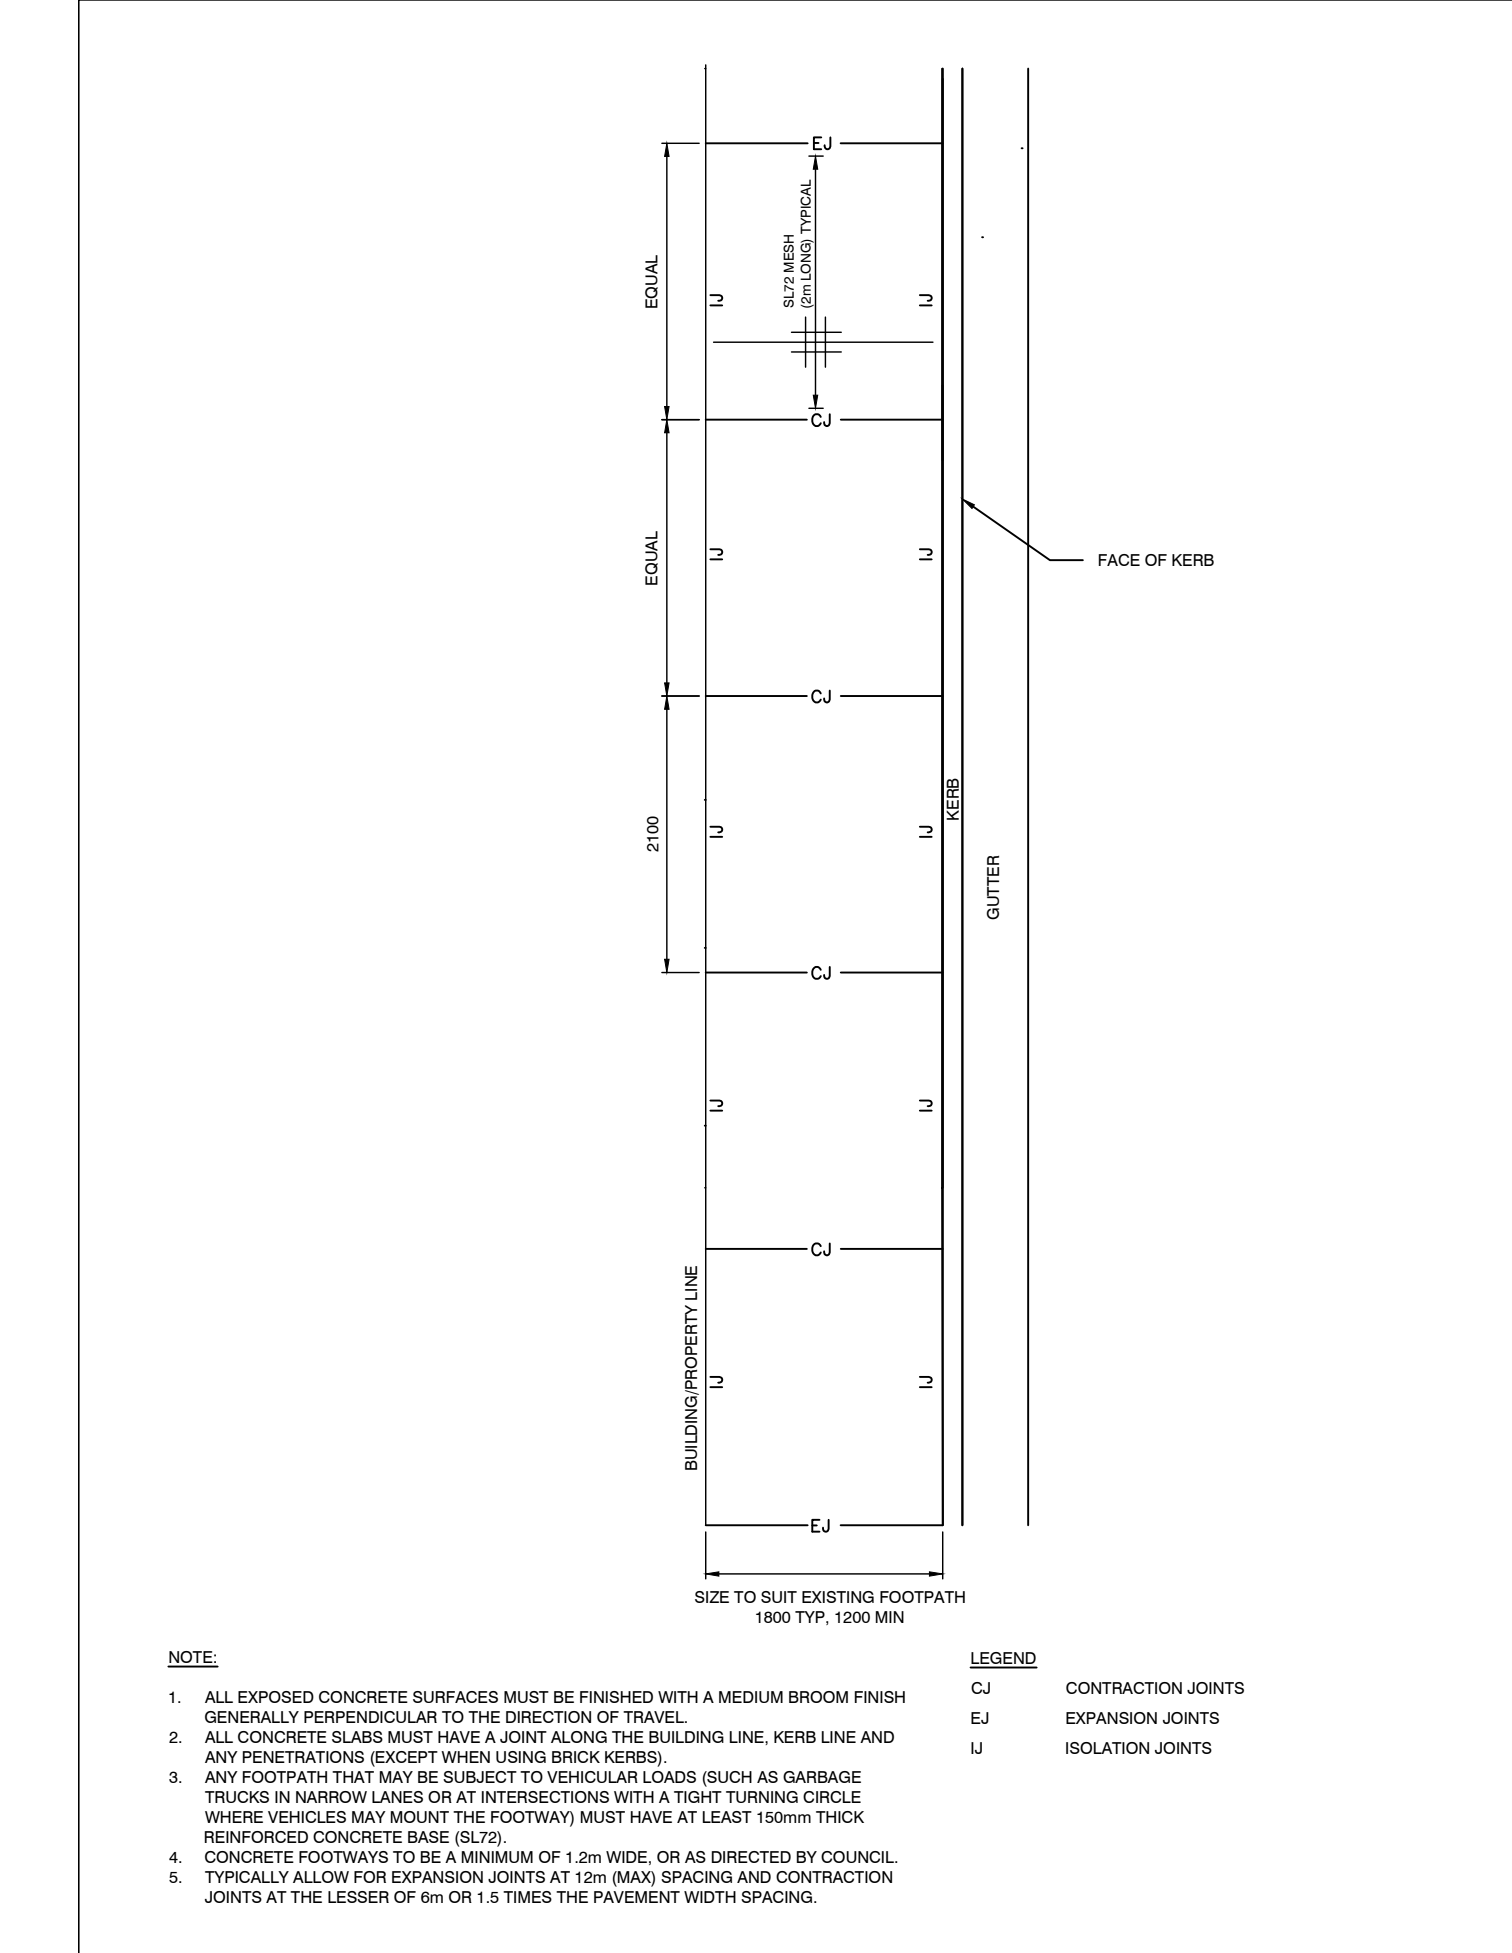 EJ
SL72 MESH
(2m LONG) TYPICAL
EQUAL
IJ
IJ
CJ
EQUAL
IJ
IJ
FACE OF KERB
CJ
KERB
2100
IJ
IJ
GUTTER
CJ
IJ
IJ
CJ
BUILDING/PROPERTY LINE
IJ
IJ
EJ
SIZE TO SUIT EXISTING FOOTPATH
1800 TYP, 1200 MIN
NOTE:
1. ALL EXPOSED CONCRETE SURFACES MUST BE FINISHED WITH A MEDIUM BROOM FINISH
GENERALLY PERPENDICULAR TO THE DIRECTION OF TRAVEL.
2. ALL CONCRETE SLABS MUST HAVE A JOINT ALONG THE BUILDING LINE, KERB LINE AND
ANY PENETRATIONS (EXCEPT WHEN USING BRICK KERBS).
3. ANY FOOTPATH THAT MAY BE SUBJECT TO VEHICULAR LOADS (SUCH AS GARBAGE
TRUCKS IN NARROW LANES OR AT INTERSECTIONS WITH A TIGHT TURNING CIRCLE
WHERE VEHICLES MAY MOUNT THE FOOTWAY) MUST HAVE AT LEAST 150mm THICK
REINFORCED CONCRETE BASE (SL72).
4. CONCRETE FOOTWAYS TO BE A MINIMUM OF 1.2m WIDE, OR AS DIRECTED BY COUNCIL.
5. TYPICALLY ALLOW FOR EXPANSION JOINTS AT 12m (MAX) SPACING AND CONTRACTION
JOINTS AT THE LESSER OF 6m OR 1.5 TIMES THE PAVEMENT WIDTH SPACING.
LEGEND
CJ CONTRACTION JOINTS
EJ EXPANSION JOINTS
IJ ISOLATION JOINTS